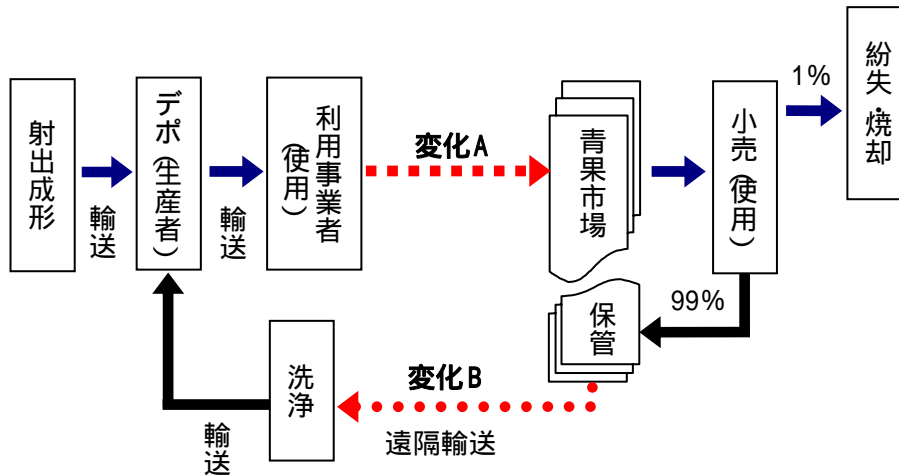 射出成形
輸送
デポ（生産者）
輸送
利用事業者
（使用）
変化A
青果市場
小売（使用）
1%
紛失・焼却
99%
保管
変化B
遠隔輸送
洗浄
輸送